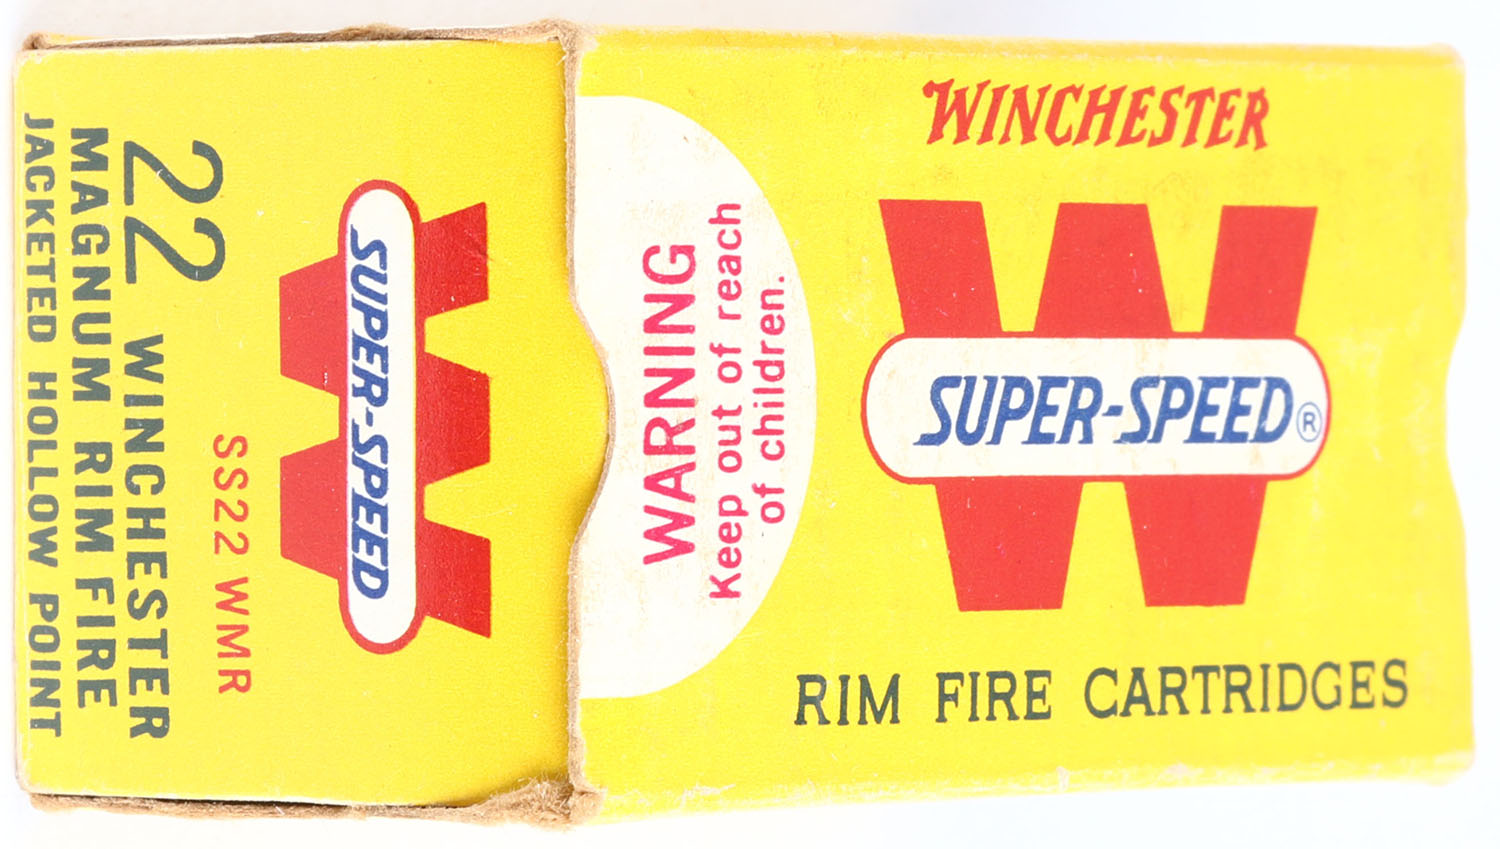 WINCHESTER
SUPER-SPEED®
RIM FIRE CARTRIDGES
WARNING
Keep out of reach
of children.
SUPER-SPEED
SS22 WMR
22 WINCHESTER
MAGNUM RIM FIRE
JACKETED HOLLOW POINT